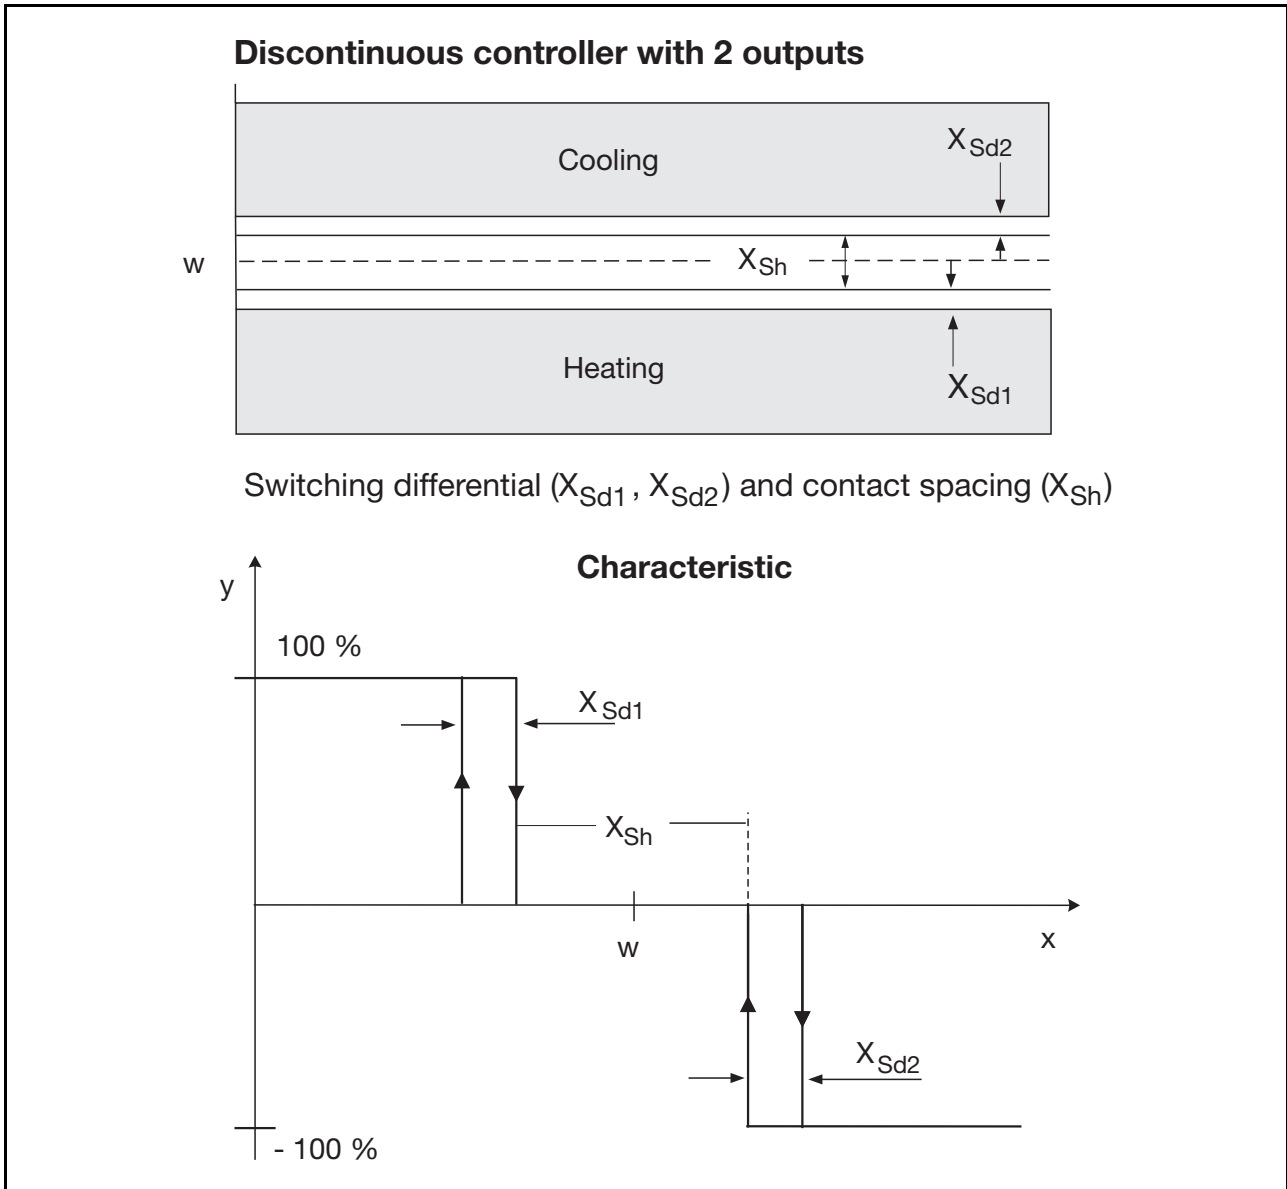 Discontinuous controller with 2 outputs
Cooling
XSd2
w
XSh
Heating
XSd1
Switching differential (XSd1, XSd2) and contact spacing (XSh)
Characteristic
y
100 %
XSd1
XSh
w
x
XSd2
- 100 %